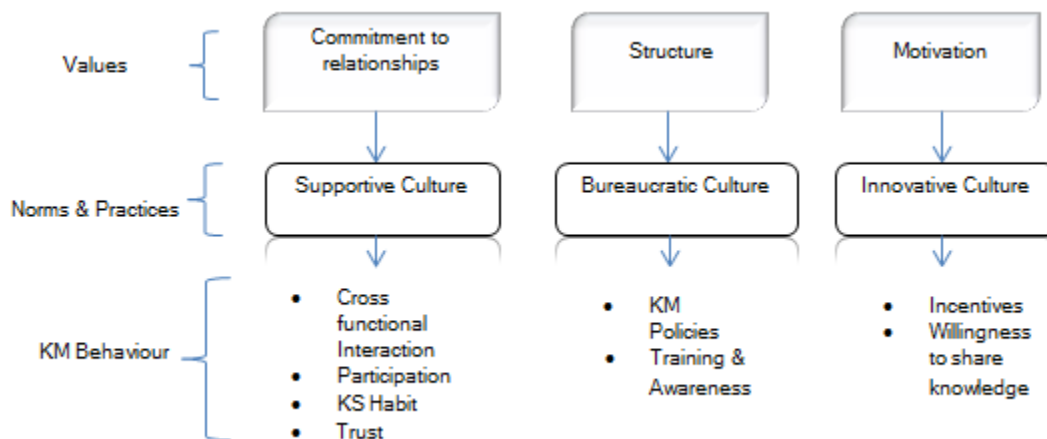 Values
Commitment to
relationships
Structure
Motivation
Norms & Practices
Supportive Culture
Bureaucratic Culture
Innovative Culture
KM Behaviour
• Cross
functional
Interaction
• Participation
• KS Habit
• Trust
• KM
Policies
• Training &
Awareness
• Incentives
• Willingness
to share
knowledge